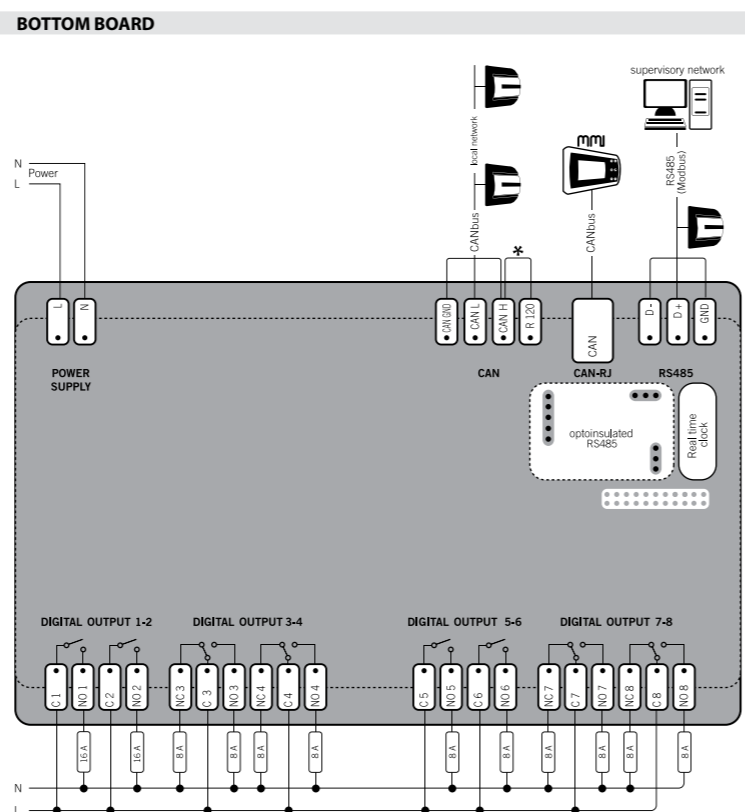 BOTTOM BOARD
supervisory network
local network
MMI
RS485
(Modbus)
N
Power
L
CANbus
*
CANbus
L
N
CAN GND
CAN L
CAN H
R 120
CAN
D -
D +
GND
POWER
SUPPLY
CAN
CAN-RJ
RS485
optoinsulated
RS485
Real time
clock
DIGITAL OUTPUT 1-2
DIGITAL OUTPUT 3-4
DIGITAL OUTPUT 5-6
DIGITAL OUTPUT 7-8
C 1
NO 1
C 2
NO 2
NC 3
C 3
NO 3
NC 4
C 4
NO 4
C 5
NO 5
C 6
NO 6
NC 7
C 7
NO 7
NC 8
C 8
NO 8
16 A
16 A
8 A
8 A
8 A
8 A
8 A
8 A
8 A
8 A
8 A
8 A
N
L